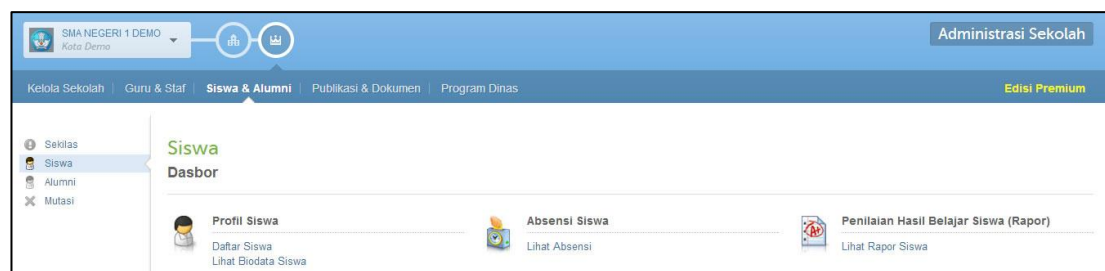 SMA NEGERI 1 DEMO
Kota Demo
Administrasi Sekolah
Kelola Sekolah | Guru & Staf | Siswa & Alumni | Publikasi & Dokumen | Program Dinas
Edisi Premium
Sekilas
Siswa
Alumni
Mutasi
Siswa
Dasbor
Profil Siswa
Daftar Siswa
Lihat Biodata Siswa
Absensi Siswa
Lihat Absensi
Penilaian Hasil Belajar Siswa (Rapor)
Lihat Rapor Siswa